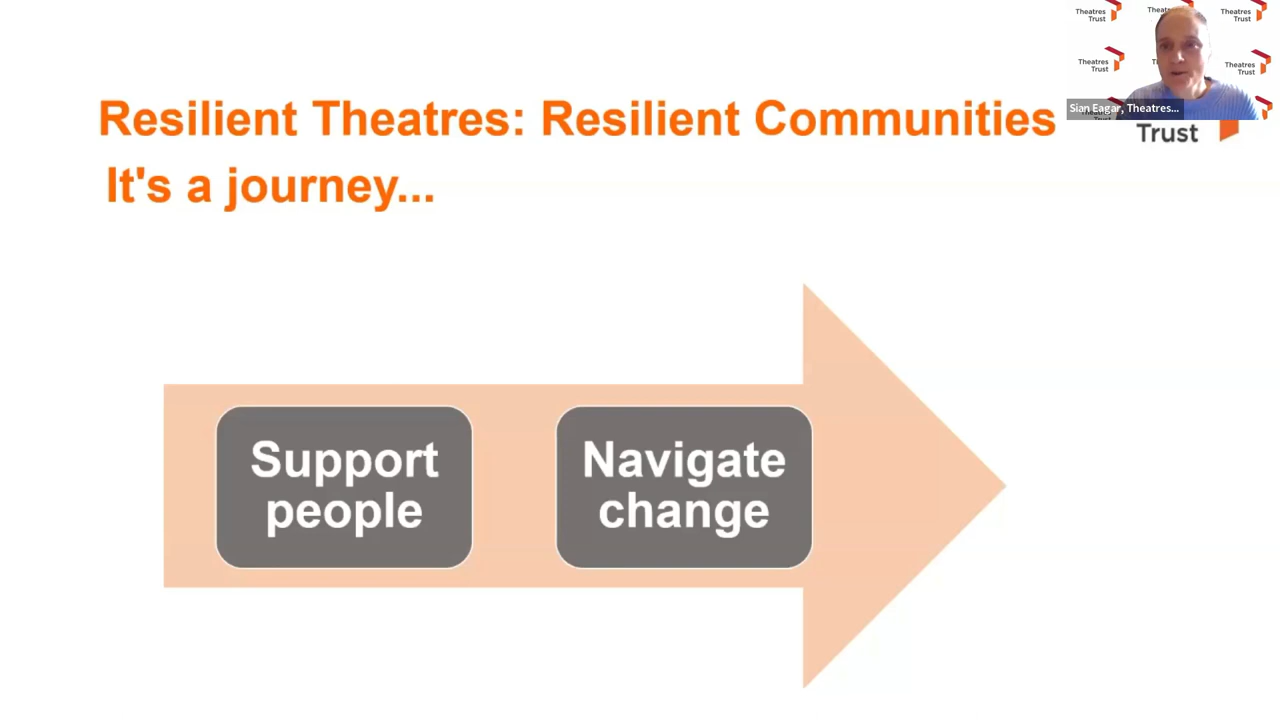 Resilient Theatres: Resilient Communities
It's a journey...
Support
people
Navigate
change
Theatres
Trust
Theatres
Trust
Theatres
Trust
Theatres
Trust
Sian Eagar, Theatres...
Trust